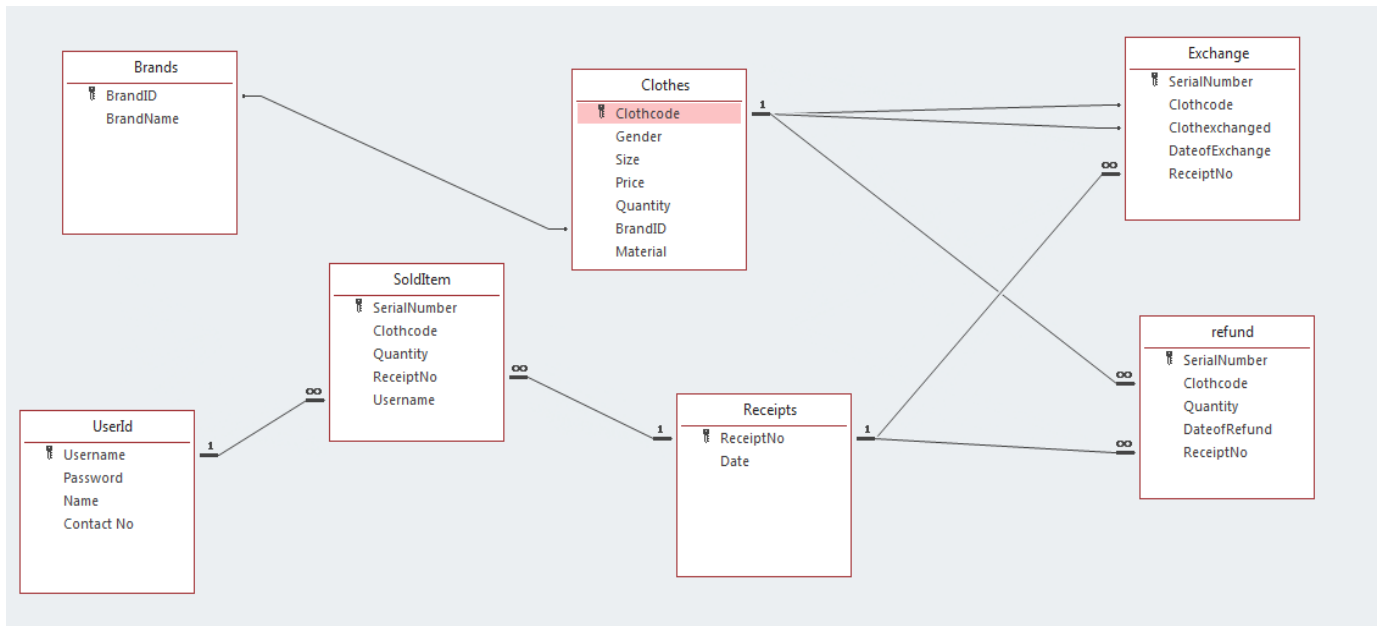 Brands
BrandID
BrandName
Clothes
Clothcode
Gender
Size
Price
Quantity
BrandID
Material
1
Exchange
SerialNumber
Clothcode
Clothexchanged
DateofExchange
ReceiptNo
∞
SoldItem
SerialNumber
Clothcode
Quantity
ReceiptNo
Username
∞
∞
UserId
Username
Password
Name
Contact No
1
Receipts
ReceiptNo
Date
1
1
refund
SerialNumber
Clothcode
Quantity
DateofRefund
ReceiptNo
∞
∞